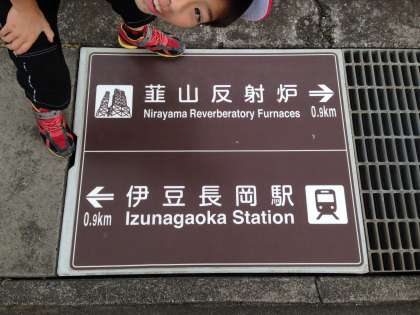 韮山反射炉 → 0.9km
Nirayama Reverberatory Furnaces
← 0.9km 伊豆長岡駅
Izunagaoka Station